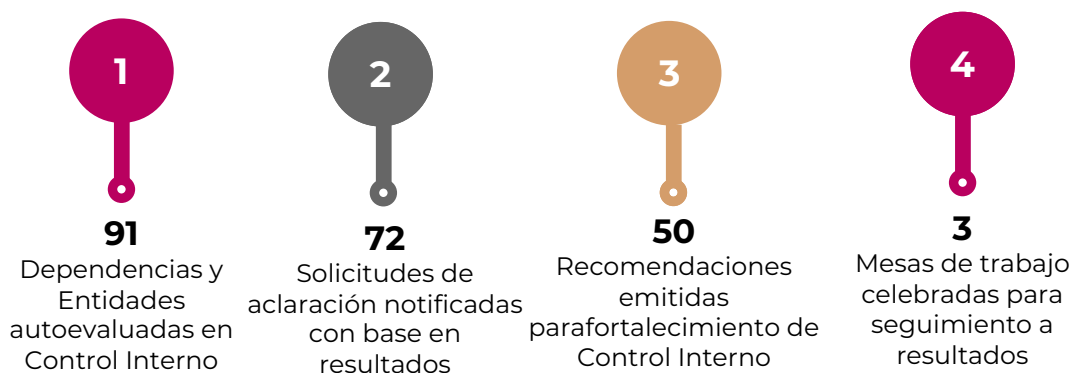 1
91
Dependencias y
Entidades
autoevaluadas en
Control Interno
2
72
Solicitudes de
aclaración notificadas
con base en
resultados
3
50
Recomendaciones
emitidas
parafortalecimiento de
Control Interno
4
3
Mesas de trabajo
celebradas para
seguimiento a
resultados